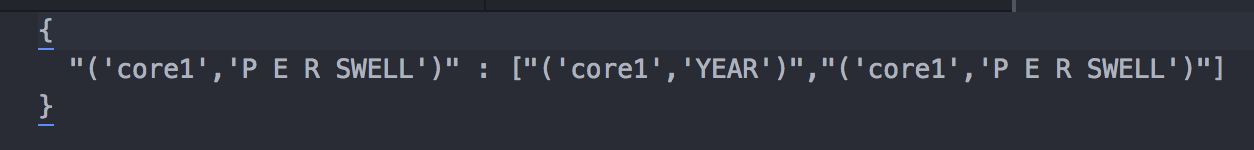 {
"('core1','P E R SWELL')" : ["('core1','YEAR')","('core1','P E R SWELL')"]
}